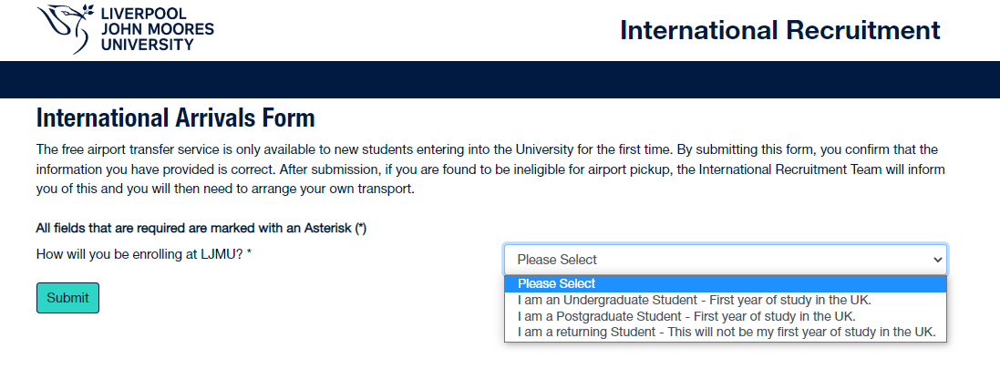 LIVERPOOL
JOHN MOORES
UNIVERSITY
International Recruitment
International Arrivals Form
The free airport transfer service is only available to new students entering into the University for the first time. By submitting this form, you confirm that the
information you have provided is correct. After submission, if you are found to be ineligible for airport pickup, the International Recruitment Team will inform
you of this and you will then need to arrange your own transport.
All fields that are required are marked with an Asterisk (*)
How will you be enrolling at LJMU? *
Please Select
Please Select
I am an Undergraduate Student - First year of study in the UK.
I am a Postgraduate Student - First year of study in the UK.
I am a returning Student - This will not be my first year of study in the UK.
Submit